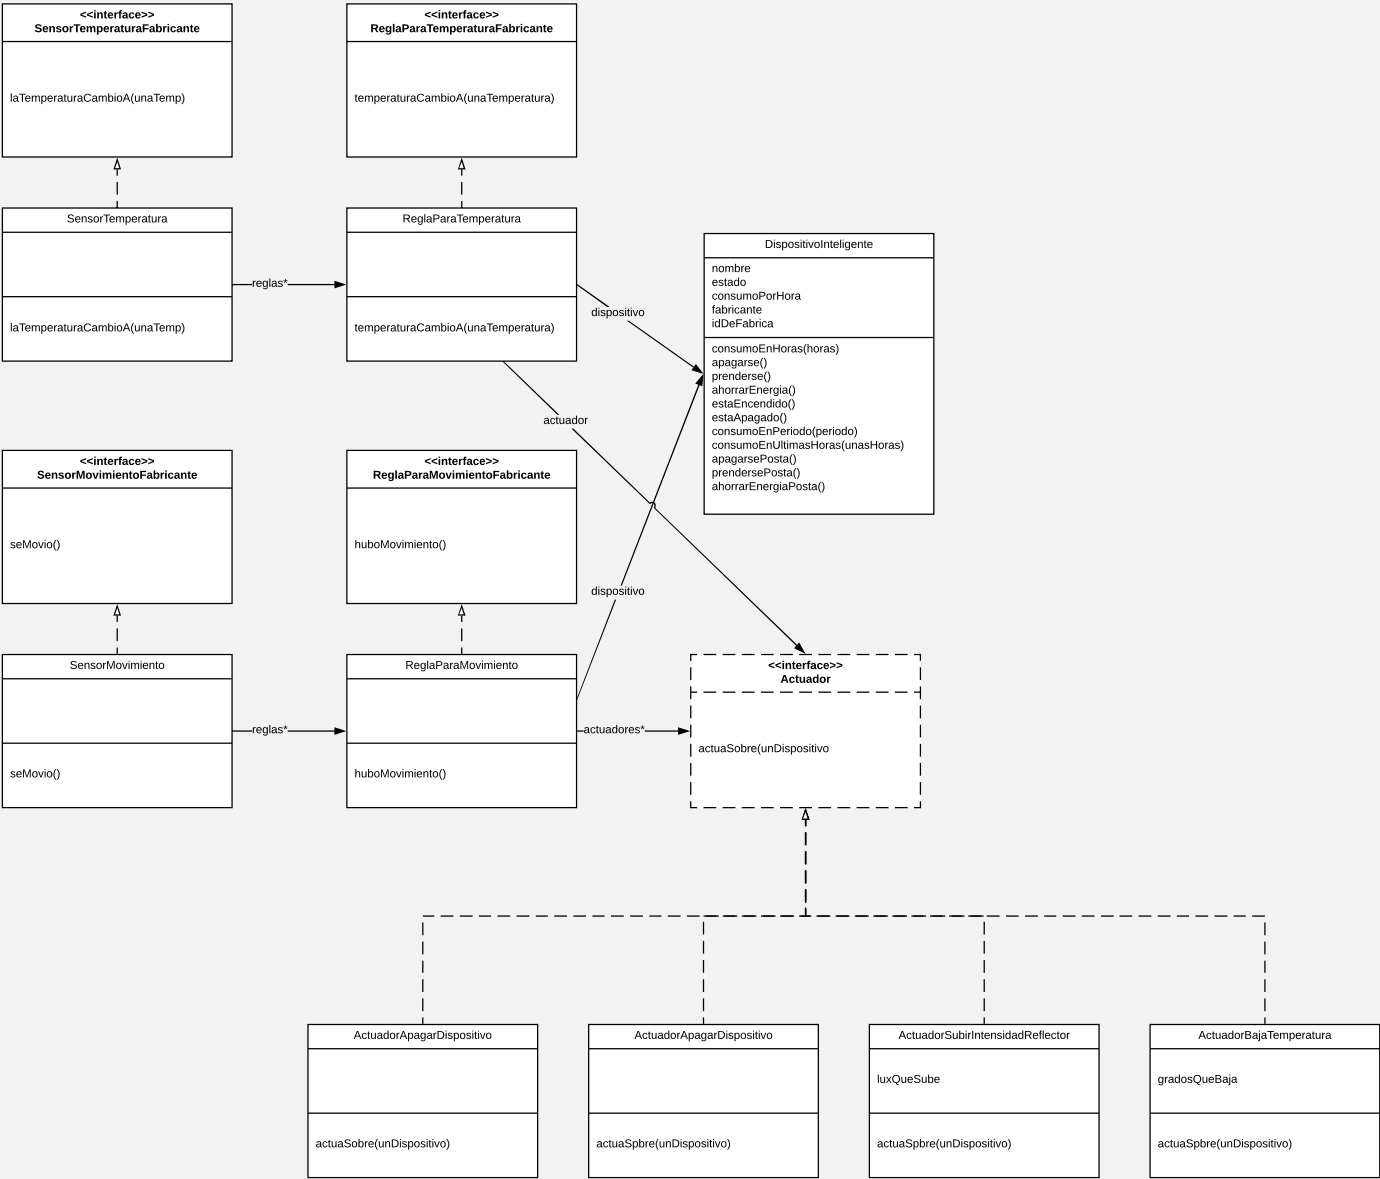 <<interface>>
SensorTemperaturaFabricante
laTemperaturaCambioA(unaTemp)
<<interface>>
ReglaParaTemperaturaFabricante
temperaturaCambioA(unaTemperatura)
SensorTemperatura
laTemperaturaCambioA(unaTemp)
reglas*
ReglaParaTemperatura
temperaturaCambioA(unaTemperatura)
dispositivo
actuador
DispositivoInteligente
nombre
estado
consumoPorHora
fabricante
idDeFabrica
consumoEnHoras(horas)
apagarse()
prenderse()
ahorrarEnergia()
estaEncendido()
estaApagado()
consumoEnPeriodo(periodo)
consumoEnUltimasHoras(unasHoras)
apagarsePosta()
prendersePosta()
ahorrarEnergiaPosta()
<<interface>>
SensorMovimientoFabricante
seMovio()
<<interface>>
ReglaParaMovimientoFabricante
huboMovimiento()
dispositivo
SensorMovimiento
seMovio()
reglas*
ReglaParaMovimiento
huboMovimiento()
actuadores*
<<interface>>
Actuador
actuaSobre(unDispositivo
ActuadorApagarDispositivo
actuaSobre(unDispositivo)
ActuadorApagarDispositivo
actuaSpbre(unDispositivo)
ActuadorSubirIntensidadReflector
luxQueSube
actuaSpbre(unDispositivo)
ActuadorBajaTemperatura
gradosQueBaja
actuaSpbre(unDispositivo)